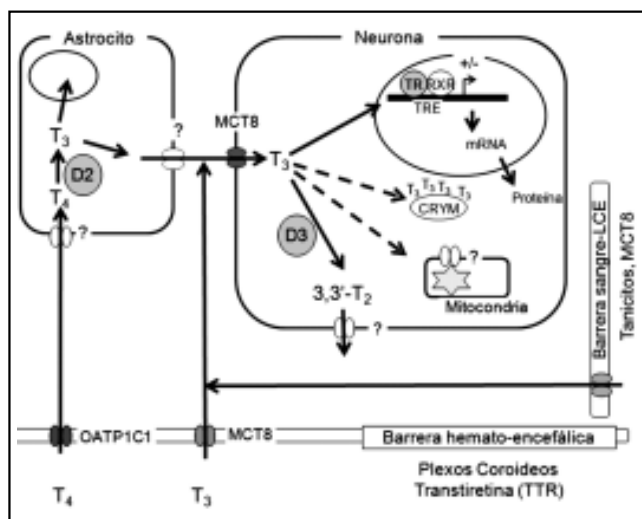 Astrocito
Neurona
+/-
TR
RXR
TRE
mRNA
Proteína
?
MCT8
T3
T3
D2
T4
?
T3 T3 T3 T3
CRYM
D3
?
Mitocondria
3,3'-T2
?
Barrera sangre-LCE
Tanicitos, MCT8
OATP1C1
MCT8
Barrera hemato-encefálica
Plexos Coroideos
Transtiretina (TTR)
T4
T3